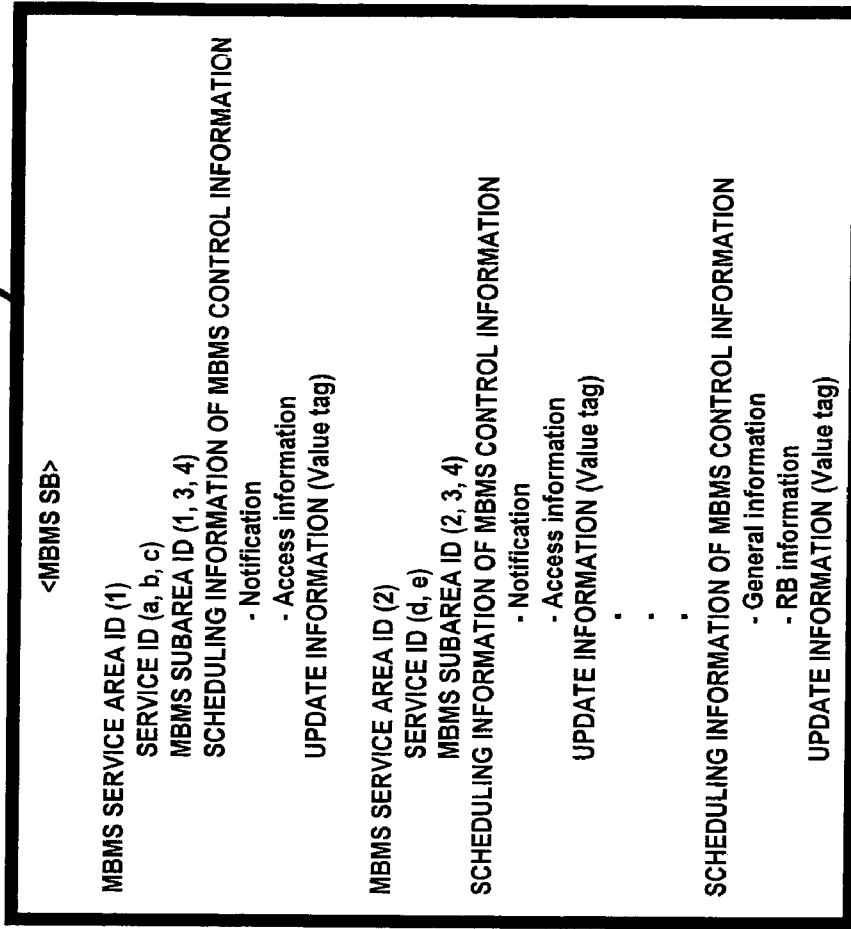 <MBMS SB>
MBMS SERVICE AREA ID (1)
SERVICE ID (a, b, c)
MBMS SUBAREA ID (1, 3, 4)
SCHEDULING INFORMATION OF MBMS CONTROL INFORMATION
- Notification
- Access information
UPDATE INFORMATION (Value tag)
MBMS SERVICE AREA ID (2)
SERVICE ID (d, e)
MBMS SUBAREA ID (2, 3, 4)
SCHEDULING INFORMATION OF MBMS CONTROL INFORMATION
- Notification
- Access information
UPDATE INFORMATION (Value tag)
.
.
.
SCHEDULING INFORMATION OF MBMS CONTROL INFORMATION
- General information
- RB information
UPDATE INFORMATION (Value tag)